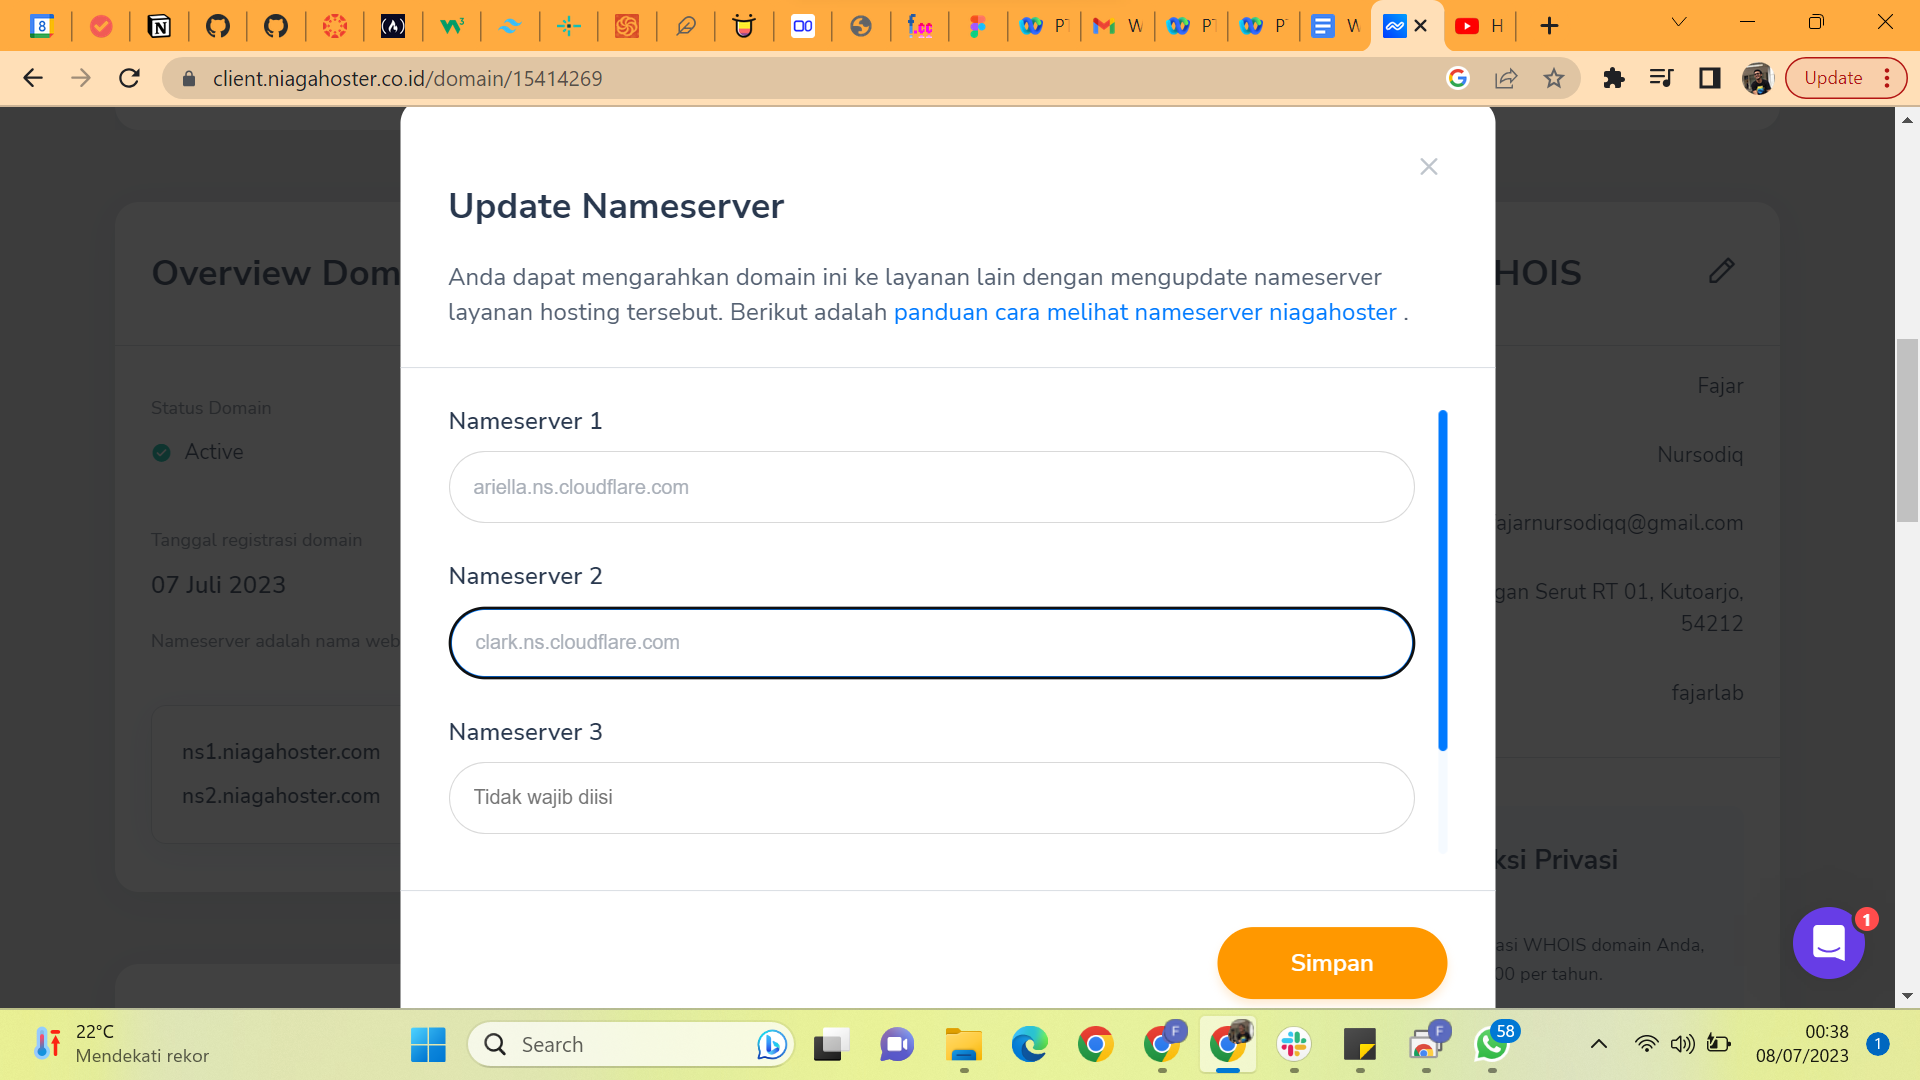 W
P
P
W
H
client.niagahoster.co.id/domain/15414269
Update
Update Nameserver
Anda dapat mengarahkan domain ini ke layanan lain dengan mengupdate nameserver
layanan hosting tersebut. Berikut adalah panduan cara melihat nameserver niagahoster .
Overview Dom
HOIS
Status Domain
Active
Tanggal registrasi domain
07 Juli 2023
Nameserver adalah nama web
ns1.niagahoster.com
ns2.niagahoster.com
Nameserver 1
ariella.ns.cloudflare.com
Nameserver 2
clark.ns.cloudflare.com
Nameserver 3
Tidak wajib diisi
Simpan
Fajar
Nursodiq
ajarnursodiqq@gmail.com
gan Serut RT 01, Kutoarjo,
54212
fajarlab
ksi Privasi
asi WHOIS domain Anda,
00 per tahun.
1
22°C
Mendekati rekor
Search
F
F
58
00:38
08/07/2023
1